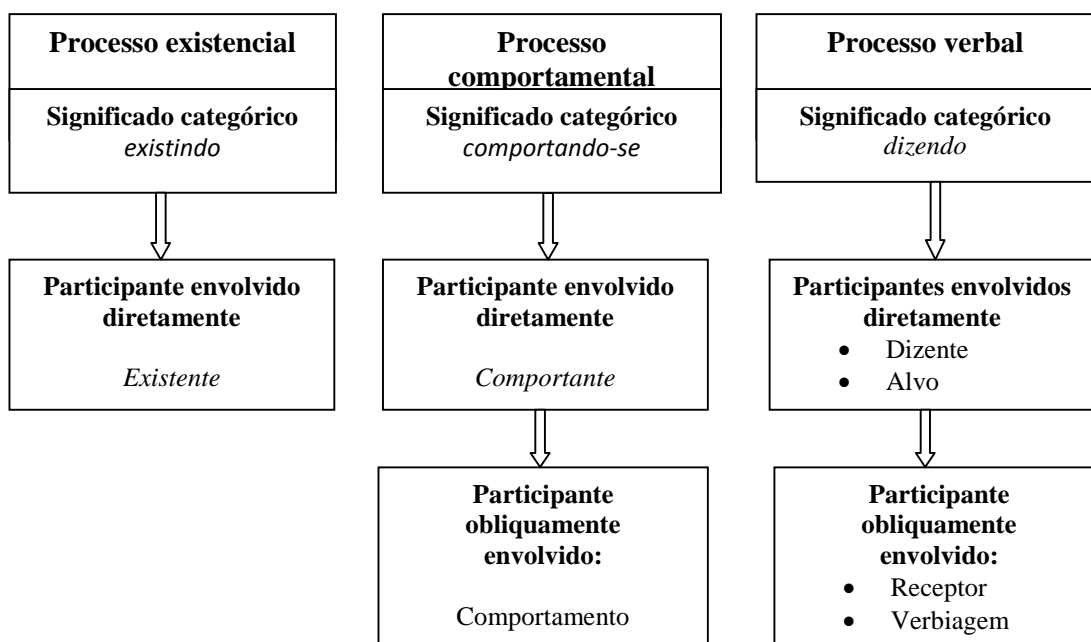 Processo existencial
Significado categórico
existindo
Participante envolvido
diretamente
Existente
Processo
comportamental
Significado categórico
comportando-se
Participante envolvido
diretamente
Comportante
Participante
obliquamente
envolvido:
Comportamento
Processo verbal
Significado categórico
dizendo
Participantes envolvidos
diretamente
• Dizente
• Alvo
Participante
obliquamente
envolvido:
• Receptor
• Verbiagem